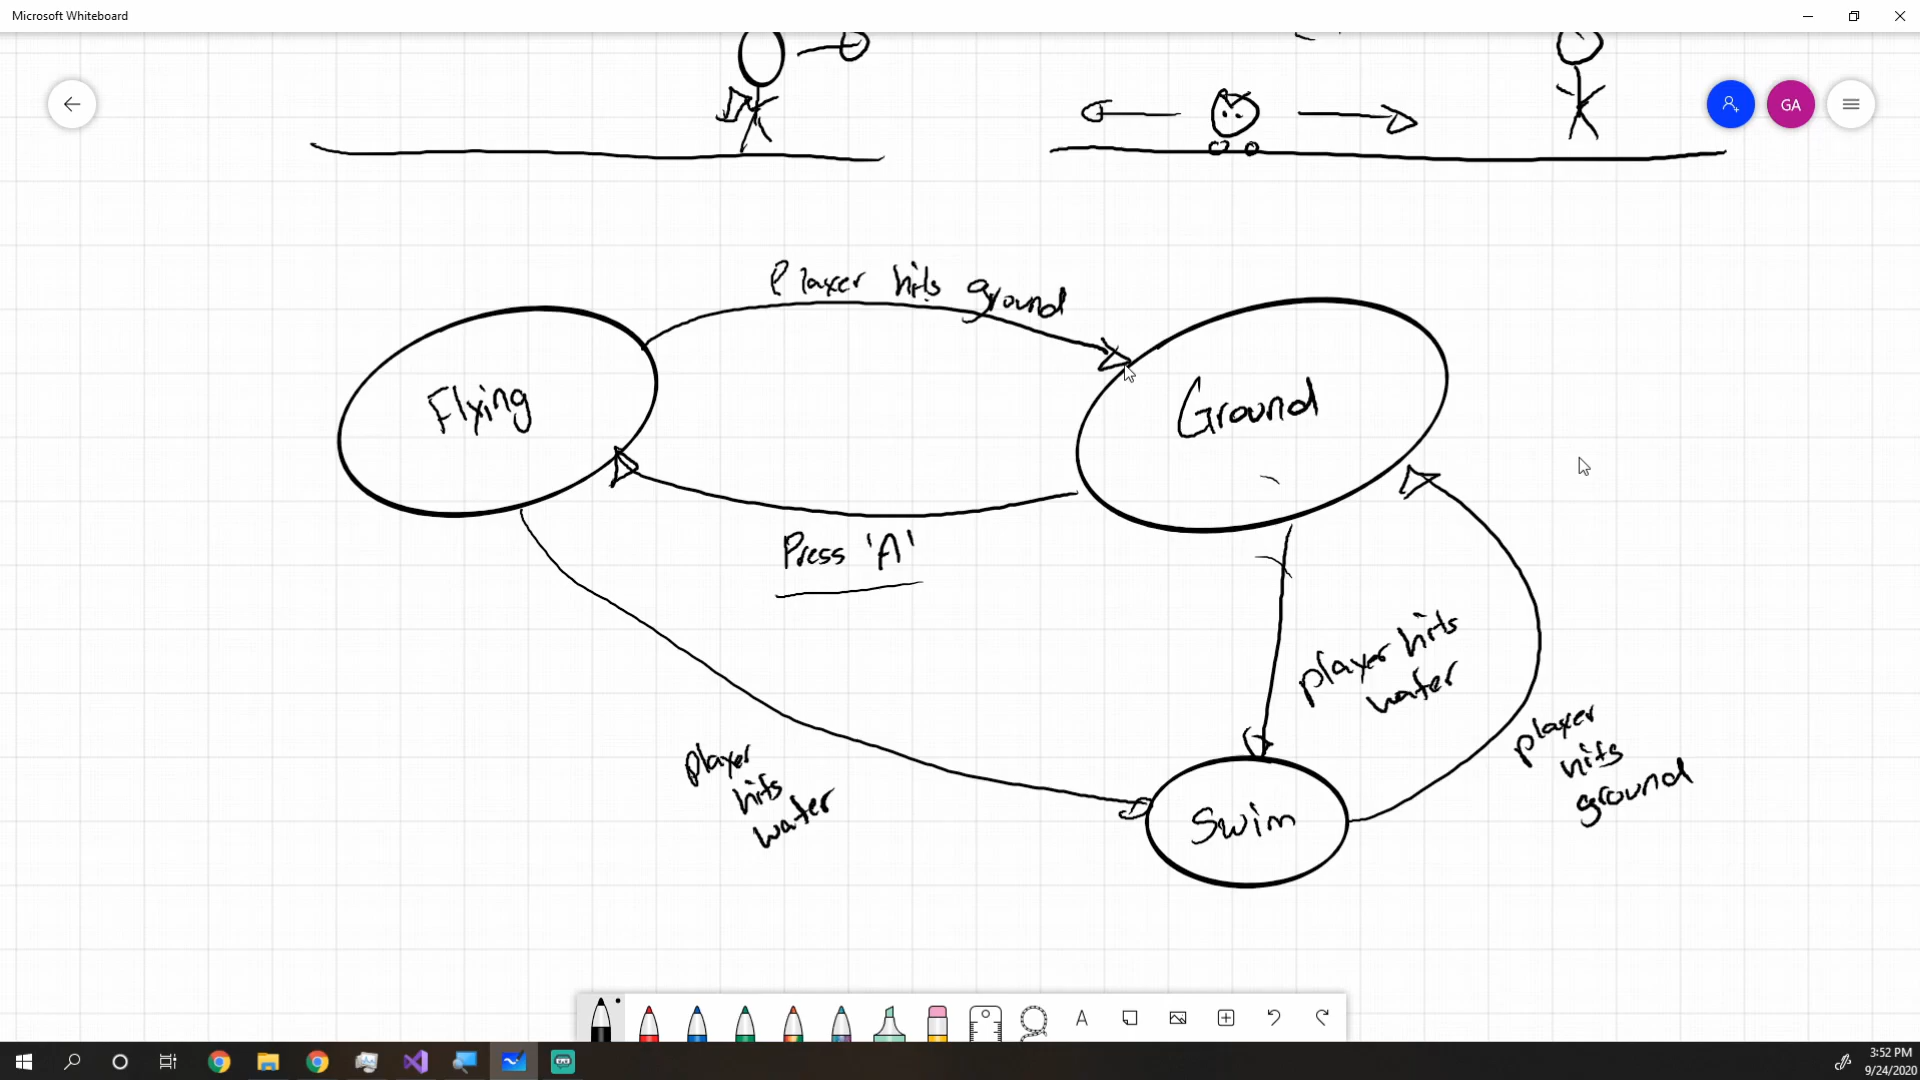 Microsoft Whiteboard
GA
Player hits ground
Flying
Ground
Press 'A'
player hits
water
player
hits
ground
player
hits
water
Swim
A
3:52 PM
9/24/2020